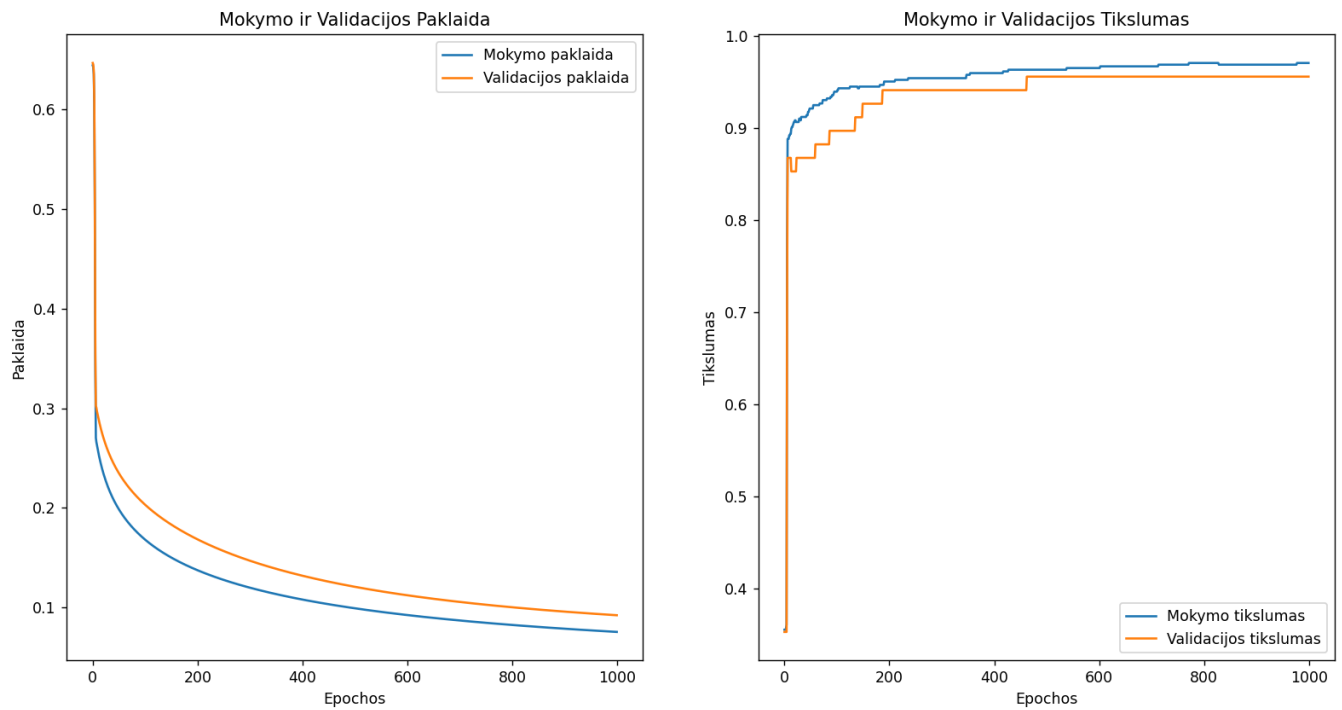 Mokymo ir Validacijos Paklaida
Mokymo paklaida
Validacijos paklaida
0.6
0.5
0.4
0.3
0.2
0.1
Paklaida
0 200 400 600 800 1000
Epochos
Mokymo ir Validacijos Tikslumas
1.0
0.9
0.8
0.7
0.6
0.5
0.4
Tikslumas
Mokymo tikslumas
Validacijos tikslumas
0 200 400 600 800 1000
Epochos